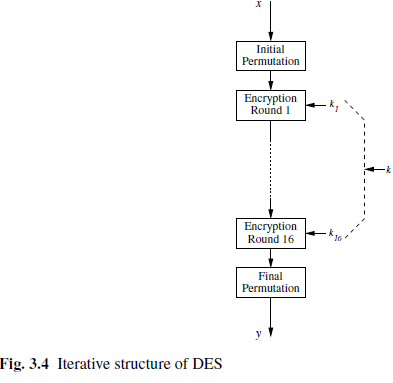 x
Initial
Permutation
Encryption
Round 1
k1
k
Encryption
Round 16
k16
Final
Permutation
y
Fig. 3.4 Iterative structure of DES